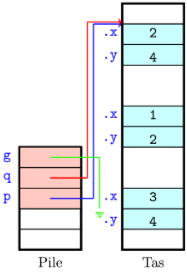 .x 2
.y 4
.x 1
.y 2
g
q
p
.x 3
.y 4
Pile Tas